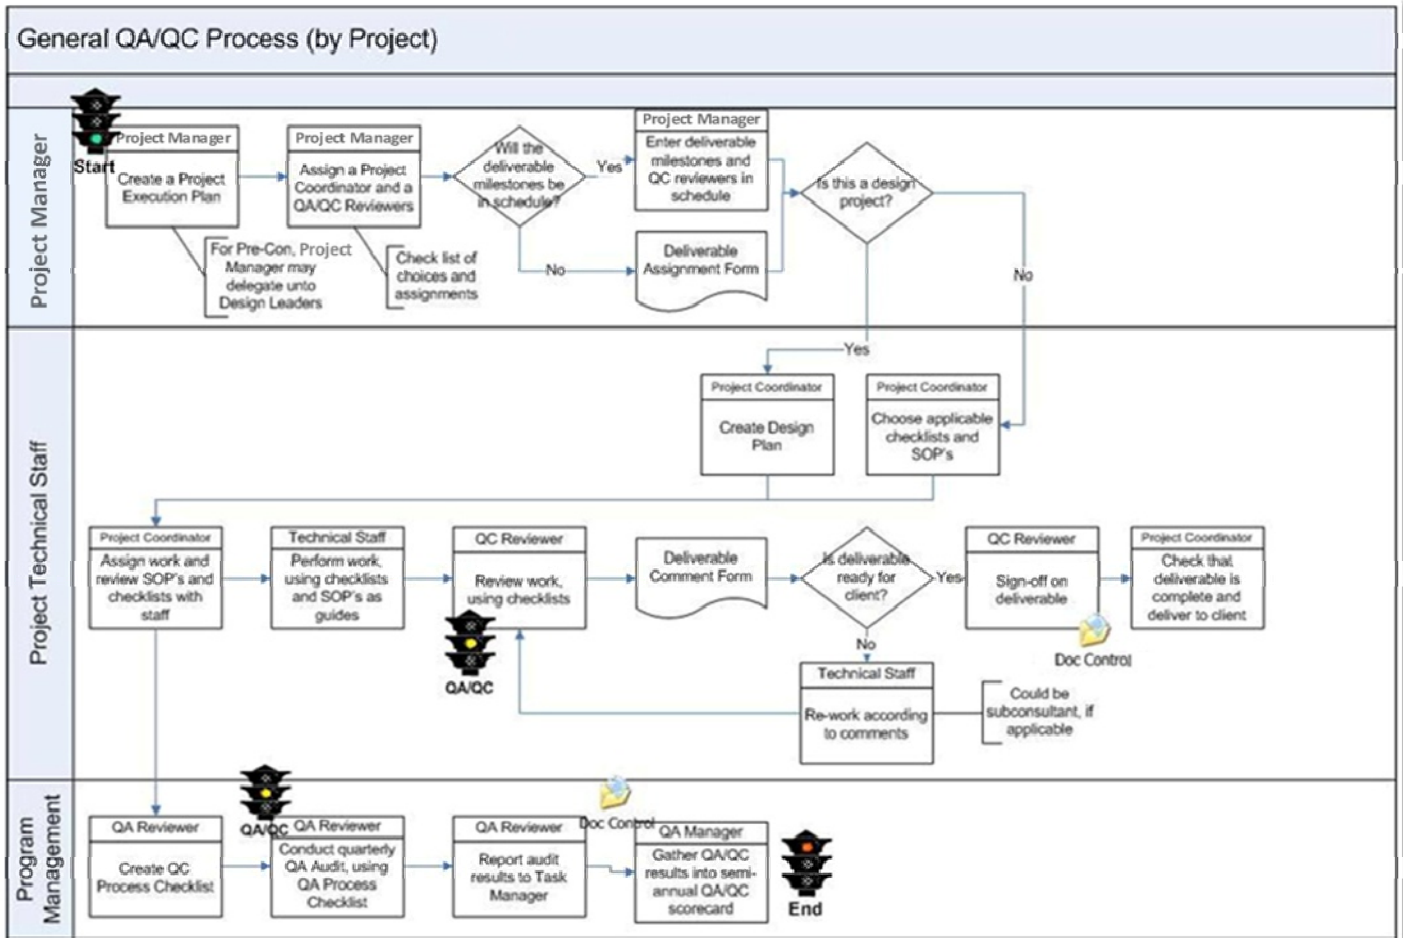 General QA/QC Process (by Project)
Project Manager
Start
Project Manager
Create a Project
Execution Plan
For Pre-Con, Project
Manager may
delegate unto
Design Leaders
Project Manager
Assign a Project
Coordinator and a
QA/QC Reviewers
Check list of
choices and
assignments
Will the
deliverable
milestones be
in schedule?
Yes
No
Project Manager
Enter deliverable
milestones and
QC reviewers in
schedule
Deliverable
Assignment Form
Is this a design
project?
No
Yes
Project Technical Staff
Project Coordinator
Create Design
Plan
Project Coordinator
Choose applicable
checklists and
SOP's
Project Coordinator
Assign work and
review SOP's and
checklists with
staff
Technical Staff
Perform work,
using checklists
and SOP's as
guides
QC Reviewer
Review work,
using checklists
QA/QC
Deliverable
Comment Form
Is deliverable
ready for
client?
Yes
No
QC Reviewer
Sign-off on
deliverable
Doc Control
Project Coordinator
Check that
deliverable is
complete and
deliver to client
Technical Staff
Re-work according
to comments
Could be
subconsultant, if
applicable
Program
Management
QA Reviewer
Create QC
Process Checklist
QA/QC
QA Reviewer
Conduct quarterly
QA Audit, using
QA Process
Checklist
QA Reviewer
Report audit
results to Task
Manager
Doc Control
QA Manager
Gather QA/QC
results into semi-
annual QA/QC
scorecard
End